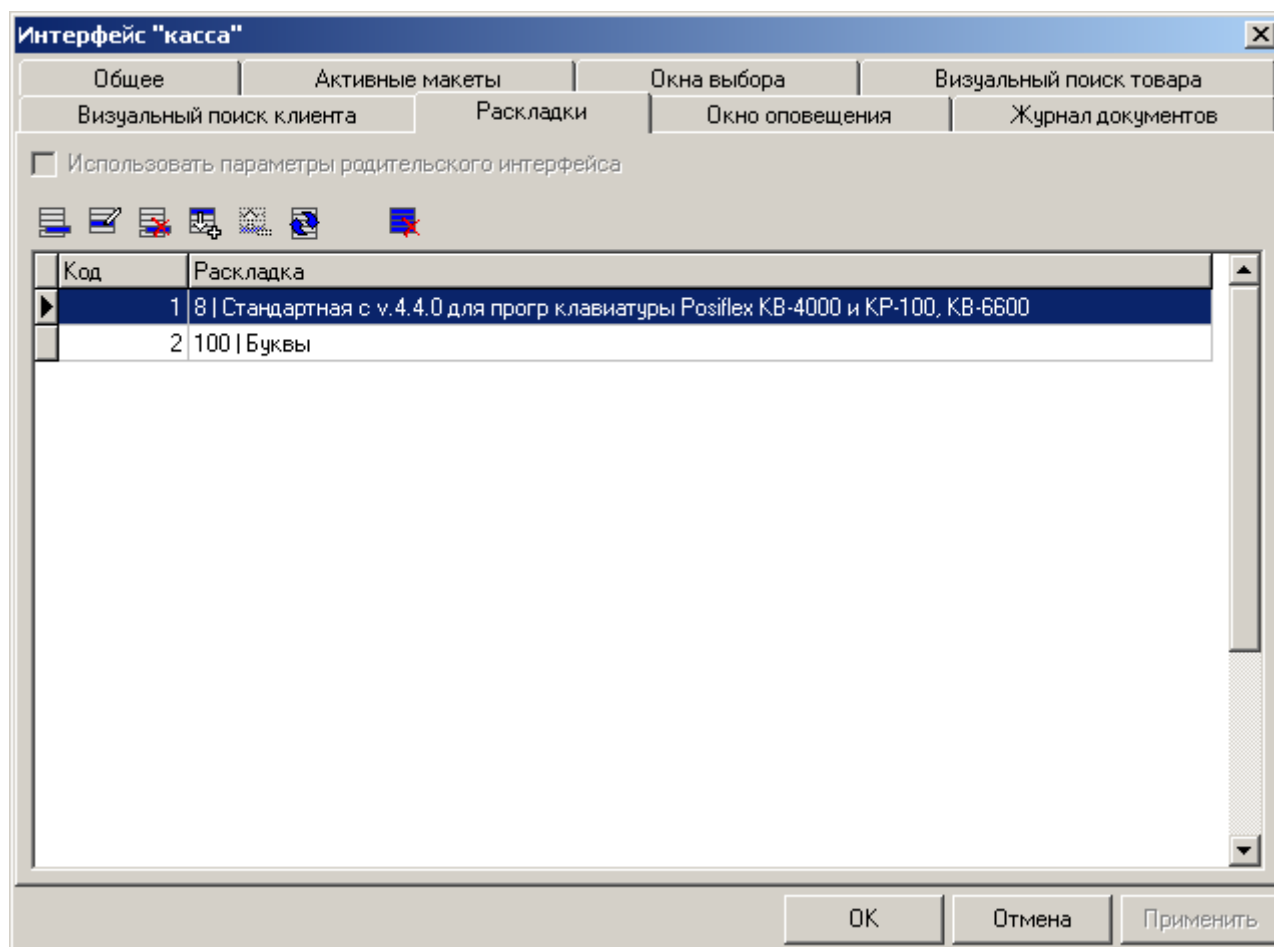 Интерфейс "касса"
Общее Активные макеты Окна выбора Визуальный поиск товара
Визуальный поиск клиента Раскладки Окно оповещения Журнал документов
Использовать параметры родительского интерфейса
Код Раскладка
1 8 | Стандартная с v.4.4.0 для прогр клавиатуры Posiflex KB-4000 и KP-100, KB-6600
2 100 | Буквы
OK Отмена Применить